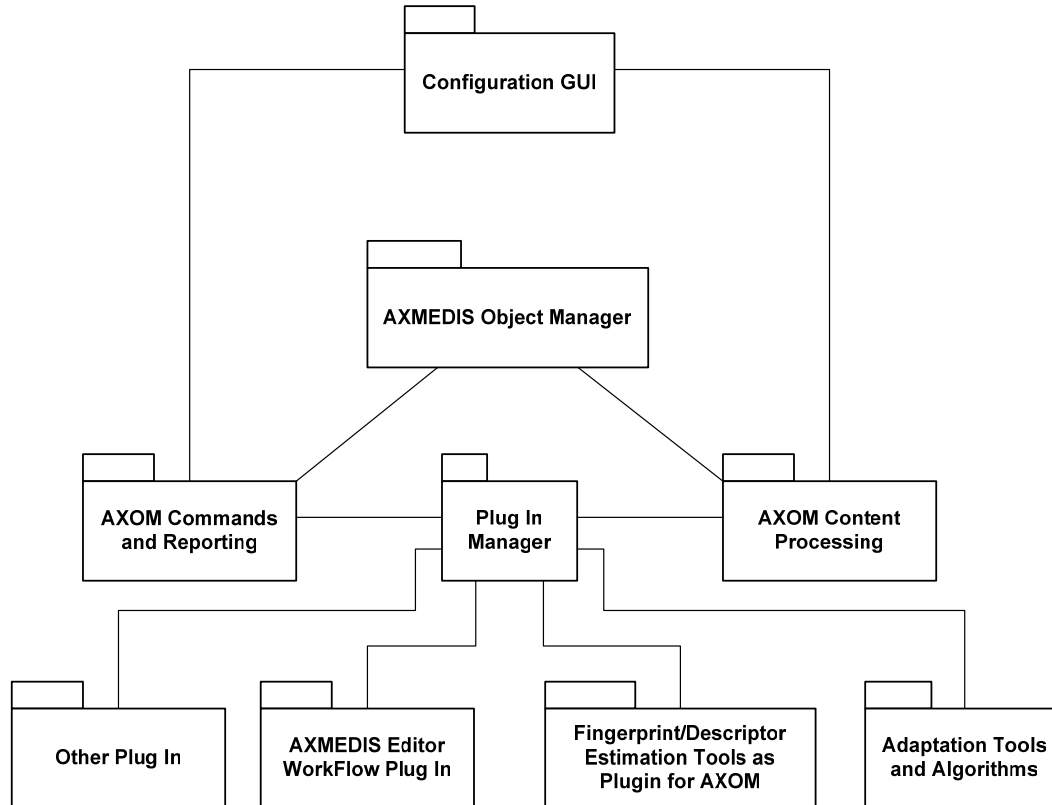 Configuration GUI
AXMEDIS Object Manager
AXOM Commands
and Reporting
Plug In
Manager
AXOM Content
Processing
Other Plug In
AXMEDIS Editor
WorkFlow Plug In
Fingerprint/Descriptor
Estimation Tools as
Plugin for AXOM
Adaptation Tools
and Algorithms